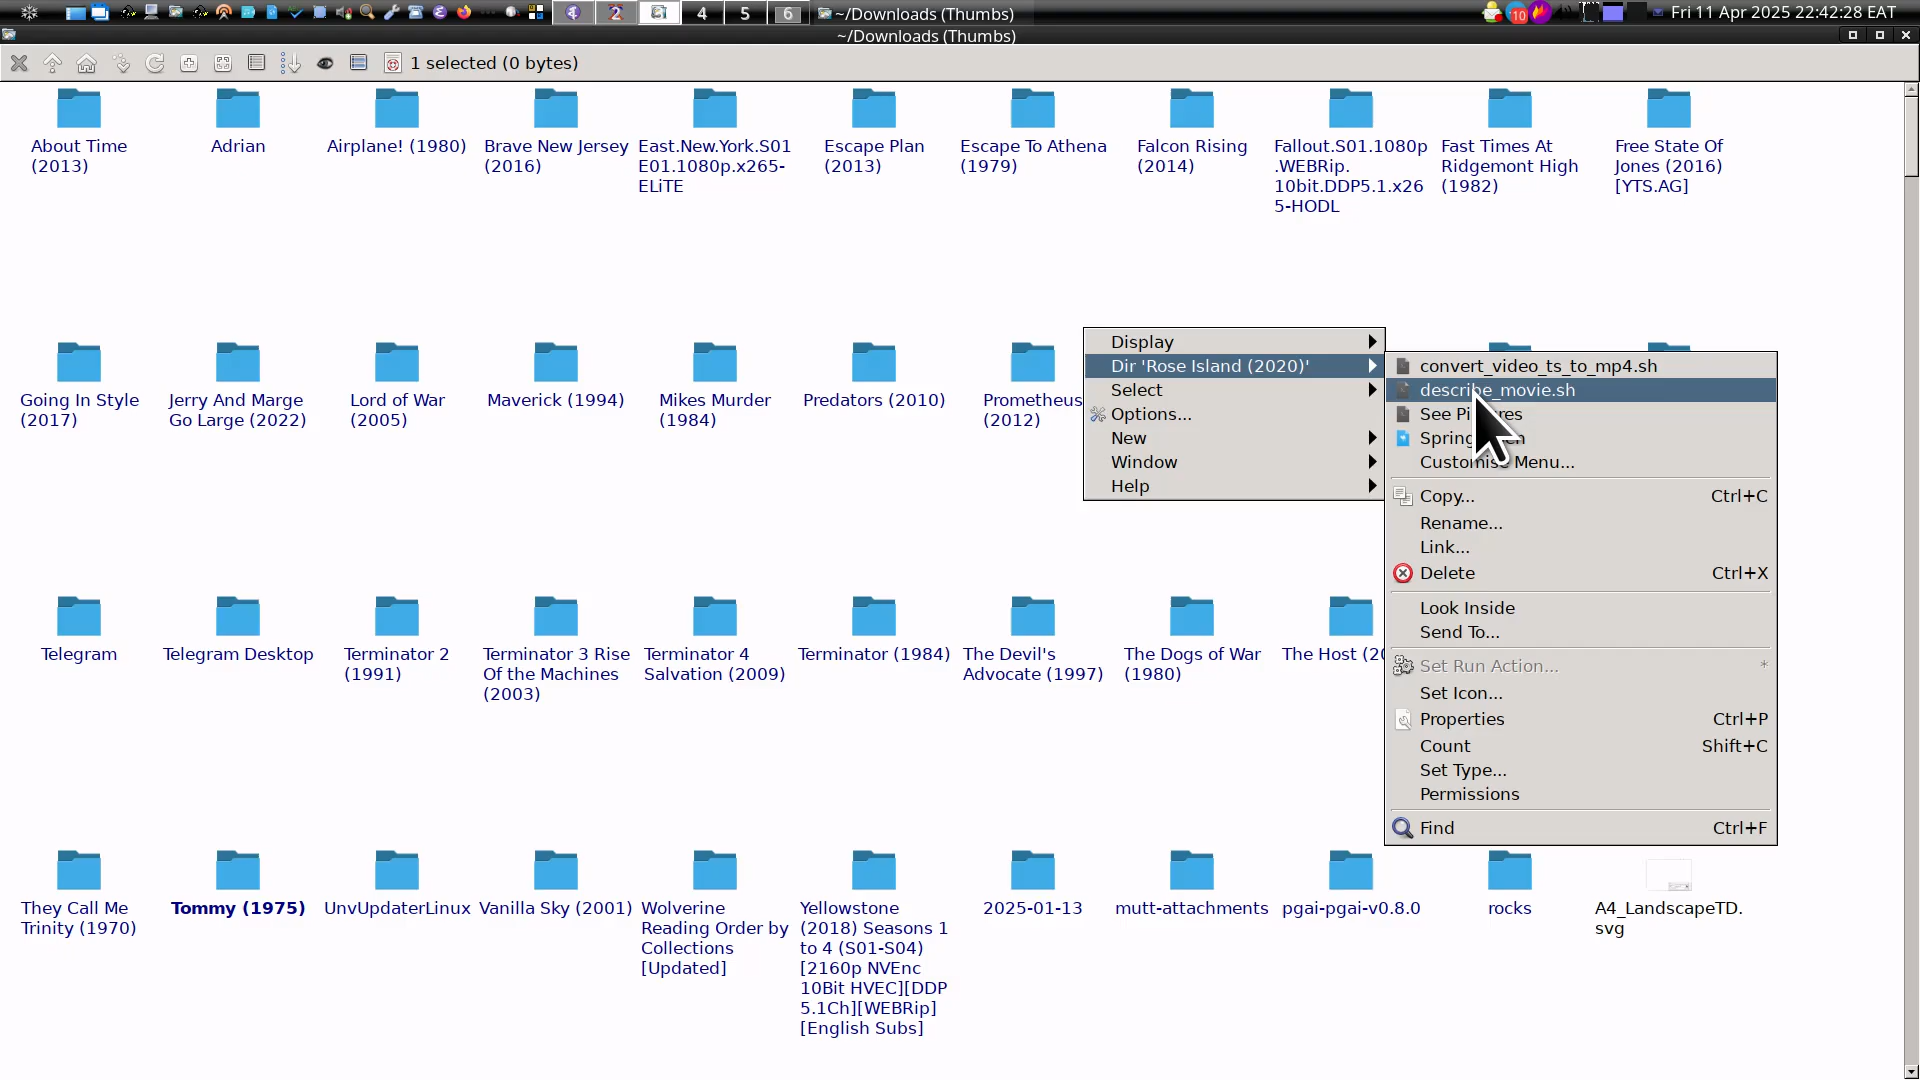 4
5
6
~/Downloads (Thumbs)
10
Fri 11 Apr 2025 22:42:28 EAT
~/Downloads (Thumbs)
1 selected (0 bytes)
About Time
(2013)
Adrian
Airplane! (1980)
Brave New Jersey
(2016)
East.New.York.S01
E01.1080p.x265-
ELiTE
Escape Plan
(2013)
Escape To Athena
(1979)
Falcon Rising
(2014)
Fallout.S01.1080p
.WEBRip.
10bit.DDP5.1.x26
5-HODL
Fast Times At
Ridgemont High
(1982)
Free State Of
Jones (2016)
[YTS.AG]
Going In Style
(2017)
Jerry And Marge
Go Large (2022)
Lord of War
(2005)
Maverick (1994)
Mikes Murder
(1984)
Predators (2010)
Prometheus
(2012)
Display
Dir 'Rose Island (2020)'
Select
Options...
New
Window
Help
convert_video_ts_to_mp4.sh
describe_movie.sh
See
Customise Menu...
Copy... Ctrl+C
Rename...
Link...
Delete Ctrl+X
Look Inside
Send To...
Set Run Action... *
Set Icon...
Properties Ctrl+P
Count Shift+C
Set Type...
Permissions
Find Ctrl+F
Telegram
Telegram Desktop
Terminator 2
(1991)
Terminator 3 Rise
Of the Machines
(2003)
Terminator 4
Salvation (2009)
Terminator (1984)
The Devil's
Advocate (1997)
The Dogs of War
(1980)
The Host
They Call Me
Trinity (1970)
Tommy (1975)
UnvUpdaterLinux
Vanilla Sky (2001)
Wolverine
Reading Order by
Collections
[Updated]
Yellowstone
(2018) Seasons 1
to 4 (S01-S04)
[2160p NVEnc
10Bit HVEC][DDP
5.1Ch][WEBRip]
[English Subs]
2025-01-13
mutt-attachments
pgai-pgai-v0.8.0
rocks
A4_LandscapeTD.
svg